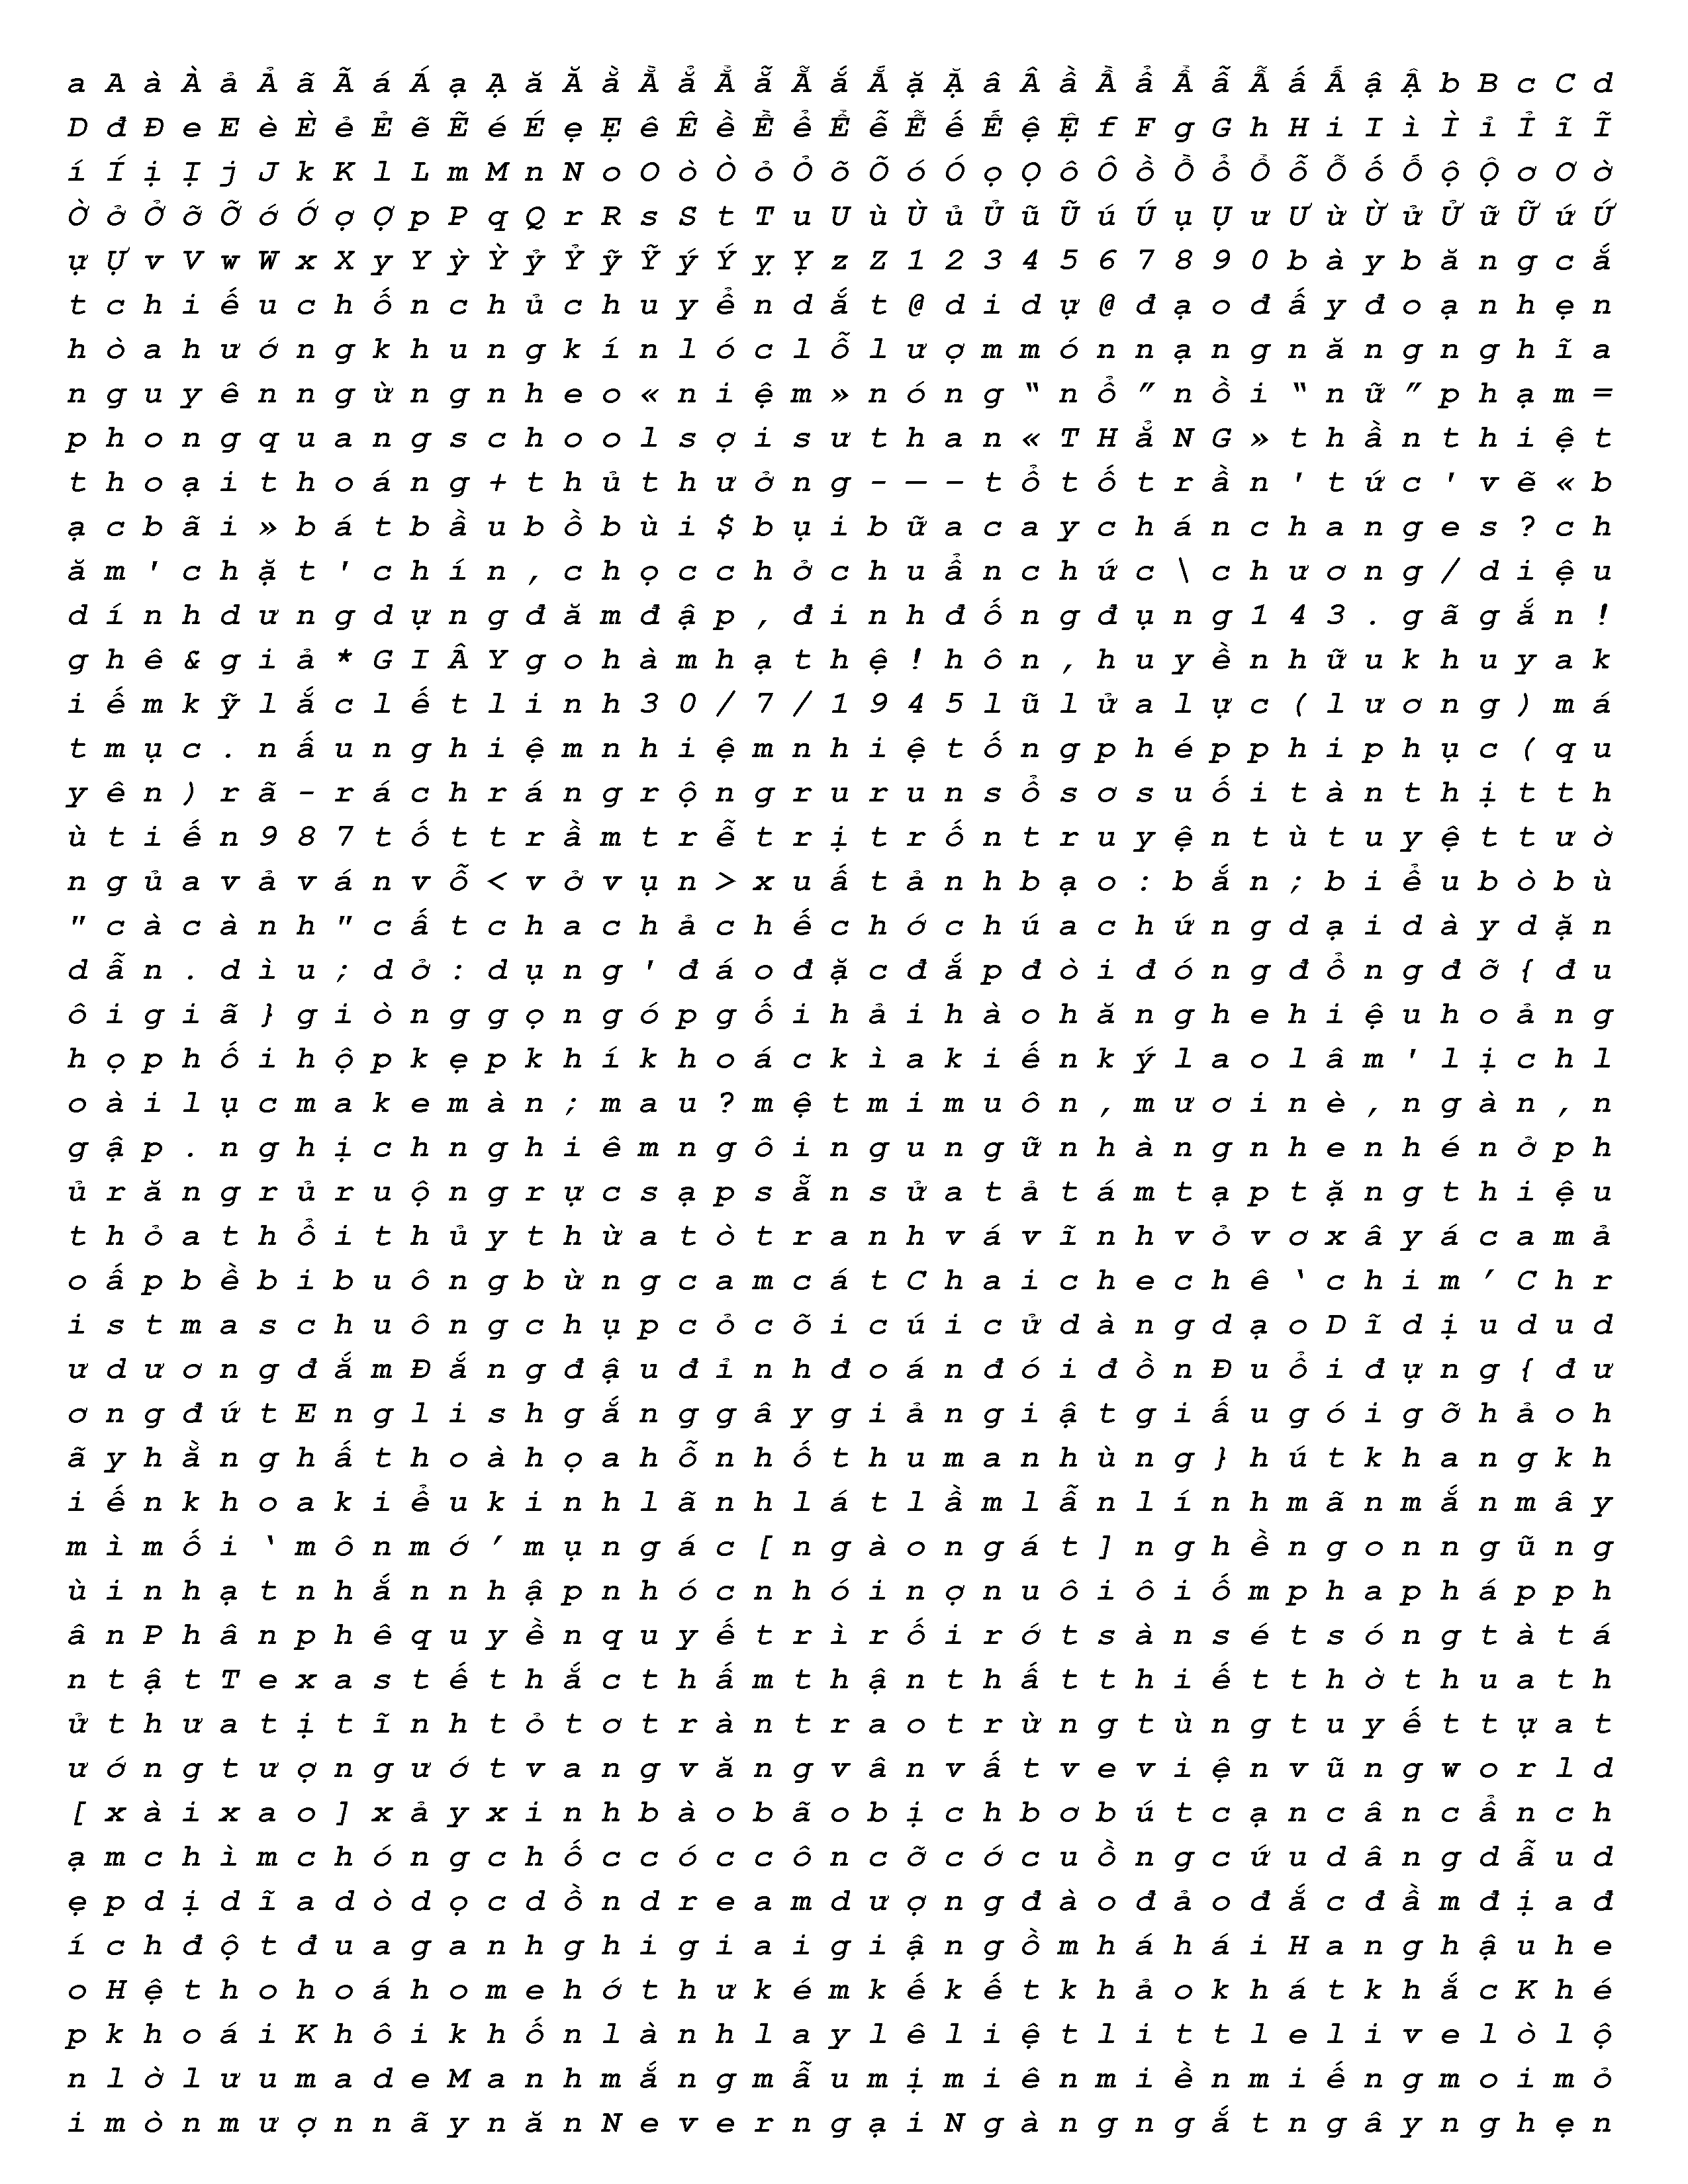 a A à À ả Ả ã Ã á Á ạ Ạ ă Ă ằ Ằ ẳ Ẳ ẵ Ẵ ắ Ắ ặ Ặ â Â ầ Ầ ẩ Ẩ ẫ Ẫ ấ Ấ ậ Ậ b B c C d
D đ Đ e E è È ẻ Ẻ ẽ Ẽ é É ẹ Ẹ ê Ê ề Ề ể Ể ễ Ễ ế Ế ệ Ệ f F g G h H i I ì Ì ỉ Ỉ ĩ Ĩ
í Í ị Ị j J k K l L m M n N o O ò Ò ỏ Ỏ õ Õ ó Ó ọ Ọ ô Ô ồ Ồ ổ Ổ ỗ Ỗ ố Ố ộ Ộ ơ Ơ ờ
Ờ ở Ở ỡ Ỡ ớ Ớ ợ Ợ p P q Q r R s S t T u U ù Ù ủ Ủ ũ Ũ ú Ú ụ Ụ ư Ư ừ Ừ ử Ử ữ Ữ ứ Ứ
ự Ự v V w W x X y Y ỳ Ỳ ỷ Ỷ ỹ Ỹ ý Ý ỵ Ỵ z Z 1 2 3 4 5 6 7 8 9 0 b à y b ă n g c ắ
t c h i ế u c h ố n c h ủ c h u y ể n d ắ t @ d i d ự @ đ ạ o đ ấ y đ o ạ n h ẹ n
h ò a h ư ớ n g k h u n g k í n l ó c l ỗ l ư ợ m m ó n n ạ n g n ă n g n g h ĩ a
n g u y ê n n g ừ n g n h e o « n i ệ m » n ó n g “ n ổ ” n ồ i “ n ữ ” p h ạ m =
p h o n g q u a n g s c h o o l s ợ i s ư t h a n « T H ả N G » t h ầ n t h i ệ t
t h o ạ i t h o á n g + t h ủ t h ư ở n g - — - t ổ t ố t r ầ n ' t ứ c ' v ẽ « b
ạ c b ã i » b á t b ầ u b ồ b ù i $ b ụ i b ữ a c a y c h á n c h a n g e s ? c h
ă m ' c h ặ t ' c h í n , c h ọ c c h ở c h u ẩ n c h ứ c \ c h ư ơ n g / d i ệ u
d í n h d ư n g d ự n g đ ă m đ ậ p , đ i n h đ ố n g đ ụ n g 1 4 3 . g ã g ắ n !
g h ê & g i ả * G I Â Y g o h à m h ạ t h ệ ! h ô n , h u y ề n h ữ u k h u y a k
i ế m k ỹ l ắ c l ế t l i n h 3 0 / 7 / 1 9 4 5 l ũ l ử a l ự c ( l ư ơ n g ) m á
t m ụ c . n ấ u n g h i ệ m n h i ệ m n h i ệ t ố n g p h é p p h i p h ụ c ( q u
y ê n ) r ã - r á c h r á n g r ộ n g r u r u n s ổ s ơ s u ố i t à n t h ị t t h
ù t i ế n 9 8 7 t ố t t r ầ m t r ễ t r ị t r ố n t r u y ệ n t ù t u y ệ t t ư ờ
n g ủ a v ả v á n v ỗ < v ở v ụ n > x u ấ t ả n h b ạ o : b ắ n ; b i ể u b ò b ù
" c à c à n h " c ấ t c h a c h ả c h ế c h ớ c h ú a c h ứ n g d ạ i d à y d ặ n
d ẫ n . d ì u ; d ở : d ụ n g ' đ á o đ ặ c đ ắ p đ ò i đ ó n g đ ổ n g đ ỡ { đ u
ô i g i ã } g i ò n g g ọ n g ó p g ố i h ả i h à o h ă n g h e h i ệ u h o ả n g
h ọ p h ố i h ộ p k ẹ p k h í k h o á c k ì a k i ế n k ý l a o l â m ' l ị c h l
o à i l ụ c m a k e m à n ; m a u ? m ệ t m i m u ô n , m ư ơ i n è , n g à n , n
g ậ p . n g h ị c h n g h i ê m n g ô i n g u n g ữ n h à n g n h e n h é n ở p h
ủ r ă n g r ủ r u ộ n g r ự c s ạ p s ẵ n s ử a t ả t á m t ạ p t ặ n g t h i ệ u
t h ỏ a t h ổ i t h ủ y t h ừ a t ò t r a n h v á v ĩ n h v ỏ v ơ x â y á c a m ả
o ấ p b ề b i b u ô n g b ừ n g c a m c á t C h a i c h e c h ê ‘ c h i m ’ C h r
i s t m a s c h u ô n g c h ụ p c ỏ c õ i c ú i c ử d à n g d ạ o D ĩ d ị u d u d
ư d ư ơ n g đ ắ m Đ ắ n g đ ậ u đ ỉ n h đ o á n đ ó i đ ồ n Đ u ổ i đ ự n g { đ ư
ơ n g đ ứ t E n g l i s h g ắ n g g â y g i ả n g i ậ t g i ấ u g ó i g ỡ h ả o h
ã y h ằ n g h ấ t h o à h ọ a h ỗ n h ố t h u m a n h ù n g } h ú t k h a n g k h
i ế n k h o a k i ể u k i n h l ã n h l á t l ầ m l ẫ n l í n h m ã n m ắ n m â y
m ì m ố i ‘ m ô n m ớ ’ m ụ n g á c [ n g à o n g á t ] n g h ề n g o n n g ũ n g
ù i n h ạ t n h ắ n n h ậ p n h ó c n h ó i n ợ n u ô i ô i ố m p h a p h á p p h
â n P h â n p h ê q u y ề n q u y ế t r ì r ố i r ớ t s à n s é t s ó n g t à t á
n t ậ t T e x a s t ế t h ắ c t h ấ m t h ậ n t h ấ t t h i ế t t h ờ t h u a t h
ử t h ư a t ị t ĩ n h t ỏ t ơ t r à n t r a o t r ừ n g t ù n g t u y ế t t ự a t
ư ớ n g t ư ợ n g ư ớ t v a n g v ă n g v â n v ấ t v e v i ệ n v ũ n g w o r l d
[ x à i x a o ] x ả y x i n h b à o b ã o b ị c h b ơ b ú t c ạ n c â n c ẩ n c h
ạ m c h ì m c h ó n g c h ố c c ó c c ô n c ỡ c ớ c u ồ n g c ứ u d â n g d ẫ u d
ẹ p d ị d ĩ a d ò d ọ c d ồ n d r e a m d ư ợ n g đ à o đ ả o đ ắ c đ ầ m đ ị a đ
í c h đ ộ t đ u a g a n h g h i g i a i g i ậ n g ồ m h á h á i H a n g h ậ u h e
o H ệ t h o h o á h o m e h ớ t h ư k é m k ế k ế t k h ả o k h á t k h ắ c K h é
p k h o á i K h ô i k h ố n l à n h l a y l ê l i ệ t l i t t l e l i v e l ò l ộ
n l ờ l ư u m a d e M a n h m ắ n g m ẫ u m ị m i ê n m i ề n m i ế n g m o i m ỏ
i m ò n m ư ợ n n ã y n ă n N e v e r n g ạ i N g à n g n g ắ t n g â y n g h ẹ n